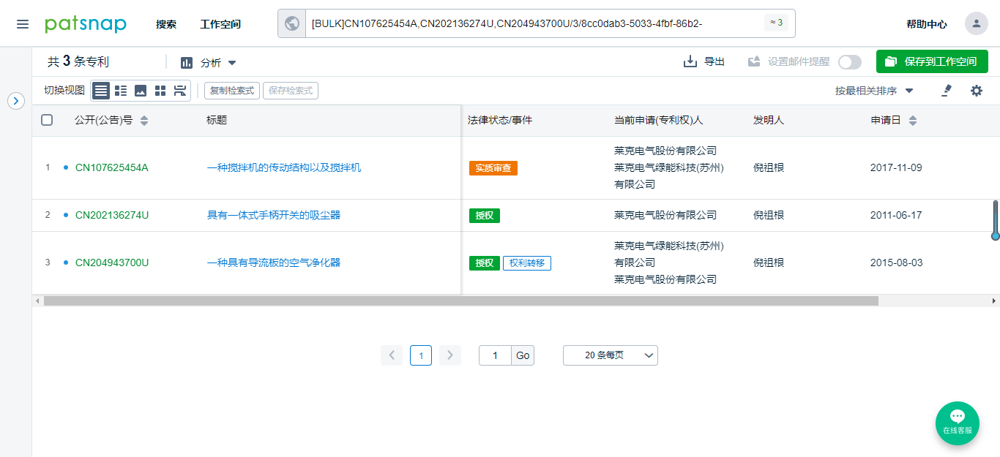 patsnap 搜索 工作空间 [BULK]CN107625454A,CN202136274U,CN204943700U/3/8cc0dab3-5033-4fbf-86b2- ≈ 3 帮助中心
共 3 条专利 分析 导出 设置邮件提醒 保存到工作空间
切换视图 复制检索式 保存检索式 按最相关排序
公开(公告)号 标题 法律状态/事件 当前申请(专利权)人 发明人 申请日
1 CN107625454A 一种搅拌机的传动结构以及搅拌机 实质审查 莱克电气股份有限公司
莱克电气绿能科技(苏州)
有限公司 倪祖根 2017-11-09
2 CN202136274U 具有一体式手柄开关的吸尘器 授权 莱克电气股份有限公司 倪祖根 2011-06-17
3 CN204943700U 一种具有导流板的空气净化器 授权 权利转移 莱克电气绿能科技(苏州)
有限公司
莱克电气股份有限公司 倪祖根 2015-08-03
1 1 Go 20 条每页
在线客服